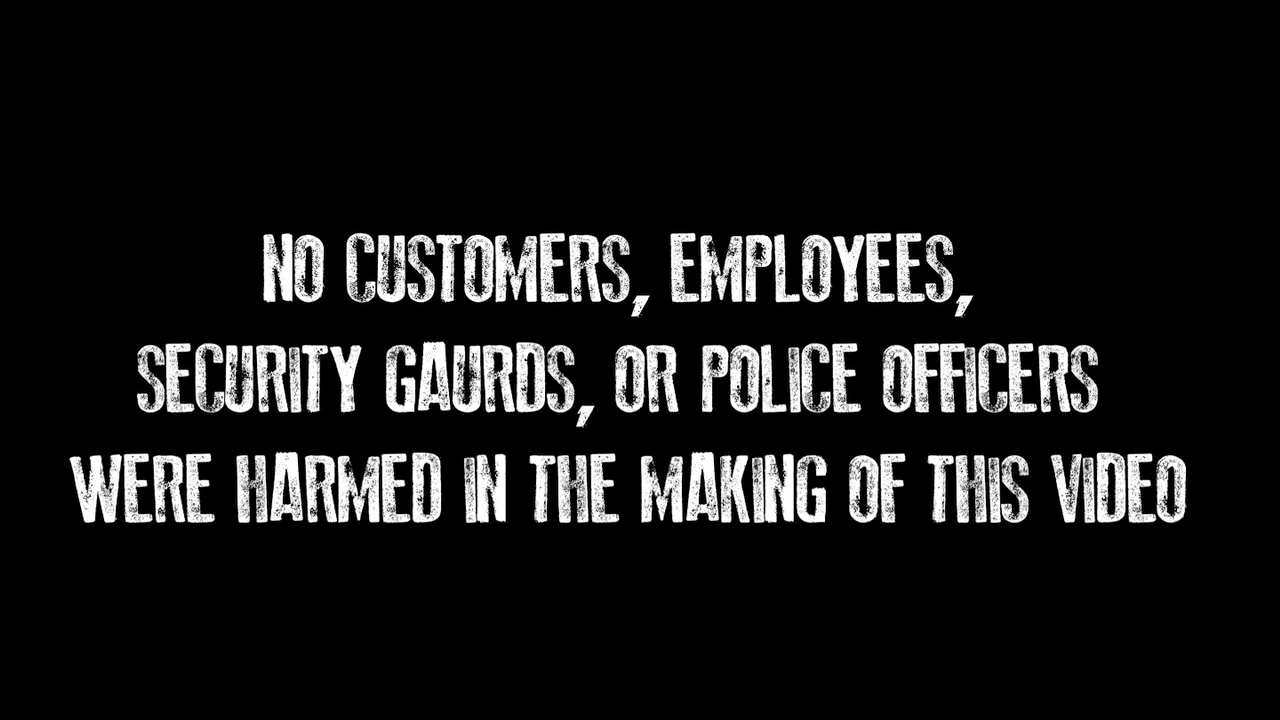 NO CUSTOMERS, EMPLOYEES,
SECURITY GAURDS, OR POLICE OFFICERS
WERE HARMED IN THE MAKING OF THIS VIDEO